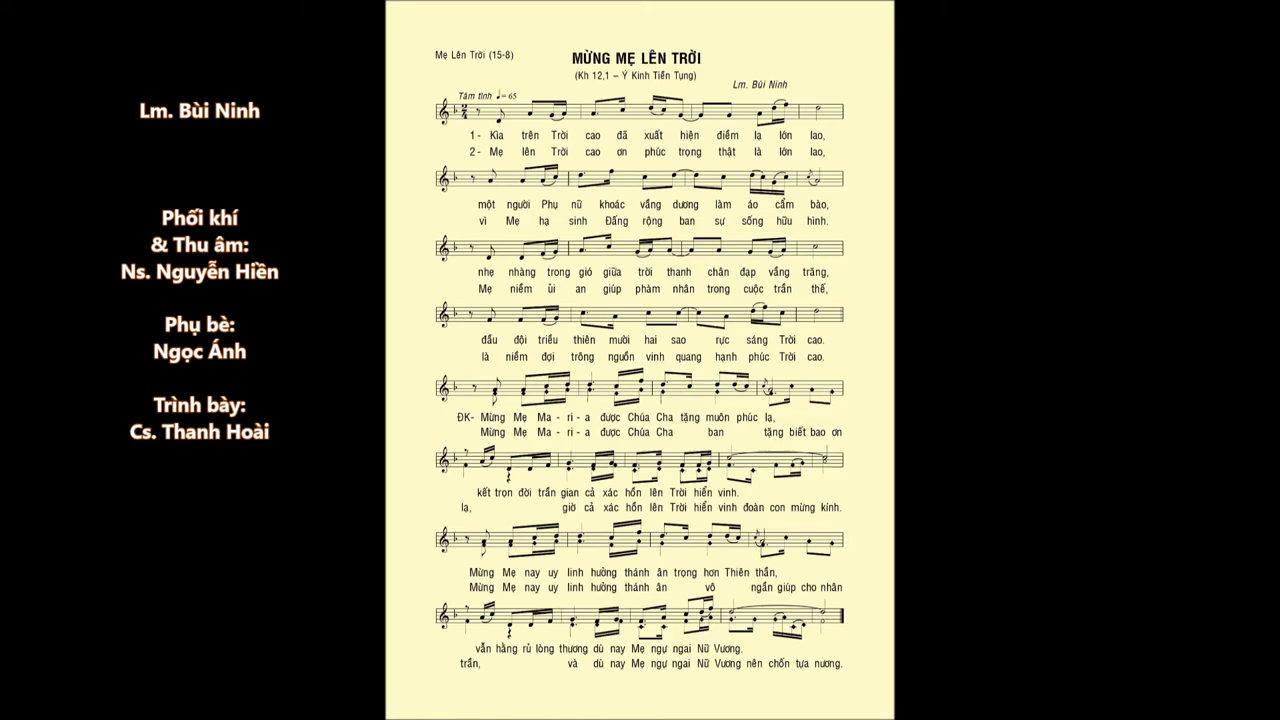 Lm. Bùi Ninh
Phối khí
& Thu âm:
Ns. Nguyễn Hiền
Phụ bè:
Ngọc Ánh
Trình bày:
Cs. Thanh Hoài
Mẹ Lên Trời (15-8)
MỪNG MẸ LÊN TRỜI
(Kh 12,1 – Ý Kinh Tiền Tụng)
Lm. Bùi Ninh
Tâm tình ♩= 65
1- Kìa trên Trời cao đã xuất hiện điềm lạ lớn lao,
2- Mẹ lên Trời cao ơn phúc trọng thật là lớn lao,
một người Phụ nữ khoác vầng dương làm áo cẩm bào,
vì Mẹ hạ sinh Đấng rộng ban sự sống hữu hình.
nhẹ nhàng trong gió giữa trời thanh chân đạp vầng trăng,
Mẹ niềm ủi an giúp phàm nhân trong cuộc trần thế,
đầu đội triều thiên mười hai sao rực sáng Trời cao.
là niềm đợi trông nguồn vinh quang hạnh phúc Trời cao.
ĐK- Mừng Mẹ Ma - ri - a được Chúa Cha tặng muôn phúc lạ,
Mừng Mẹ Ma - ri - a được Chúa Cha ban tặng biết bao ơn
kết trọn đời trần gian cả xác hồn lên Trời hiển vinh.
lạ, giờ cả xác hồn lên Trời hiển vinh đoàn con mừng kính.
Mừng Mẹ nay uy linh hưởng thánh ân trọng hơn Thiên thần,
Mừng Mẹ nay uy linh hưởng thánh ân vô ngần giúp cho nhân
vẫn hằng rủ lòng thương dù nay Mẹ ngự ngai Nữ Vương.
trần, và dù nay Mẹ ngự ngai Nữ Vương nên chốn tựa nương.